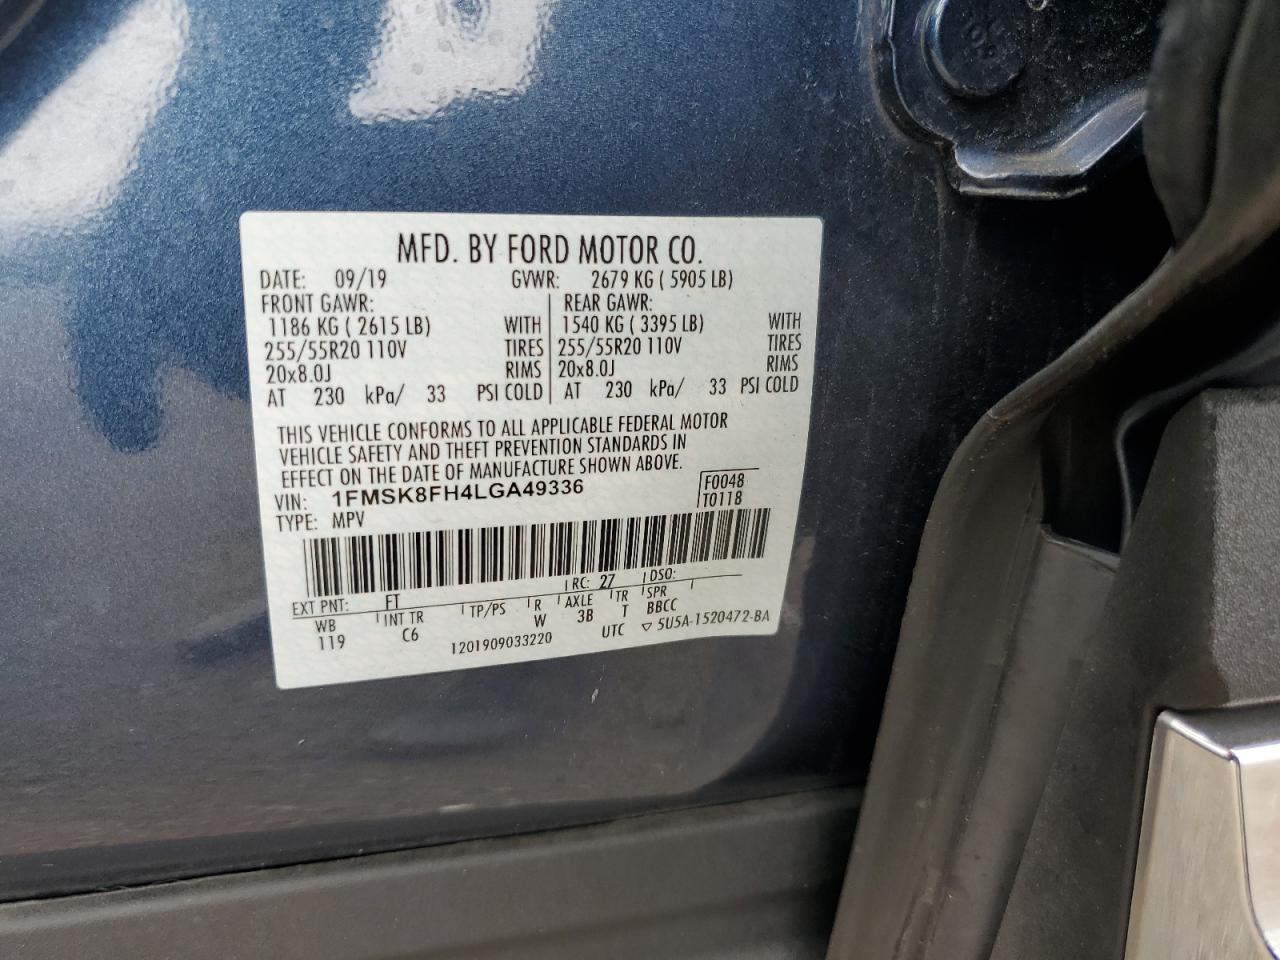 MFD. BY FORD MOTOR CO.
DATE: 09/19 GVWR: 2679 KG ( 5905 LB)
FRONT GAWR: REAR GAWR:
1186 KG ( 2615 LB) WITH 1540 KG ( 3395 LB) WITH
255/55R20 110V TIRES 255/55R20 110V TIRES
20x8.0J RIMS 20x8.0J RIMS
AT 230 kPa/ 33 PSI COLD AT 230 kPa/ 33 PSI COLD
THIS VEHICLE CONFORMS TO ALL APPLICABLE FEDERAL MOTOR
VEHICLE SAFETY AND THEFT PREVENTION STANDARDS IN
EFFECT ON THE DATE OF MANUFACTURE SHOWN ABOVE.
VIN: 1FMSK8FH4LGA49336 F0048
TYPE: MPV T0118
EXT PNT: FT RC: 27 DSO:
WB INT TR TP/PS R AXLE TR SPR
119 C6 W 3B T BBCC
1201909033220 UTC ▽ 5U5A-1520472-BA
10.9